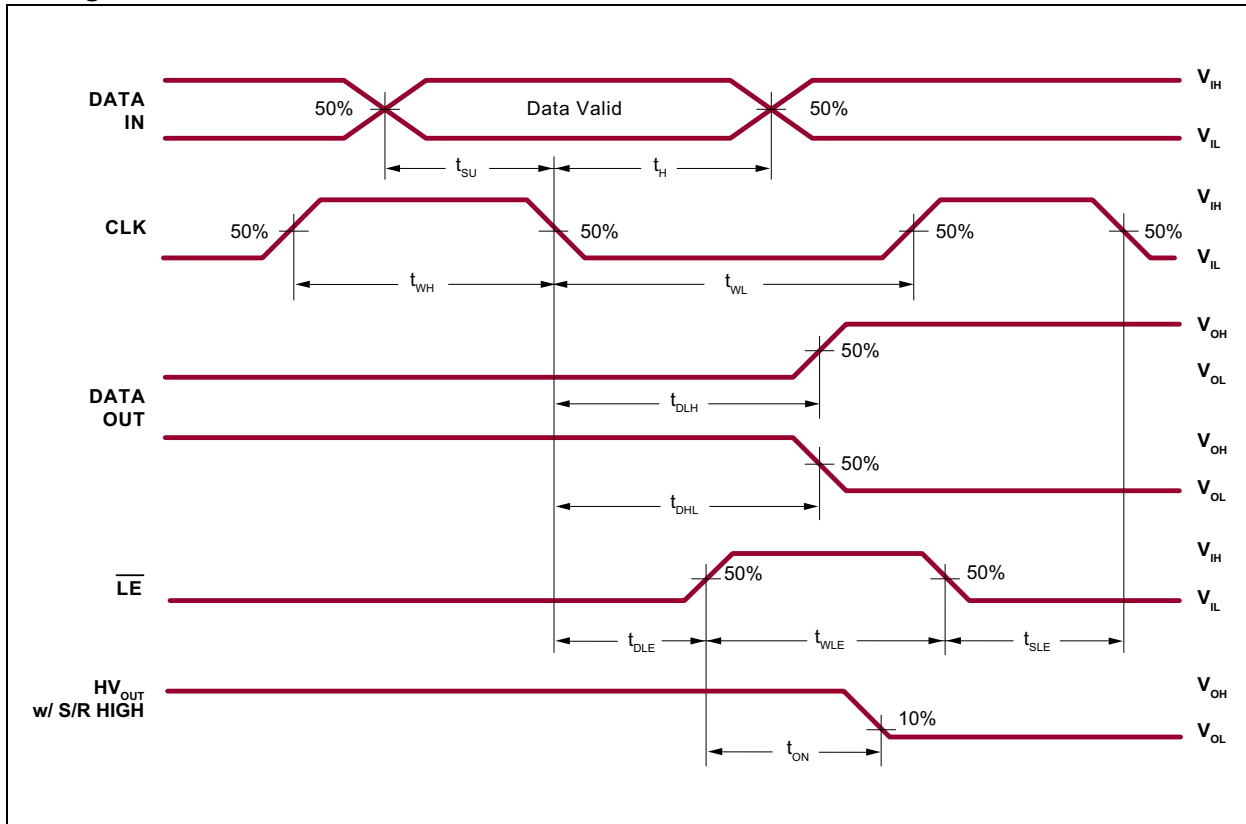 DATA IN
50%
Data Valid
50%
V_IH
V_IL
t_SU
t_H
CLK
50%
50%
50%
50%
V_IH
V_IL
t_WH
t_WL
DATA OUT
50%
V_OH
V_OL
t_DLH
50%
V_OH
V_OL
t_DHL
L̅E̅
50%
50%
V_IH
V_IL
t_DLE
t_WLE
t_SLE
HV_OUT
w/ S/R HIGH
10%
V_OH
V_OL
t_ON